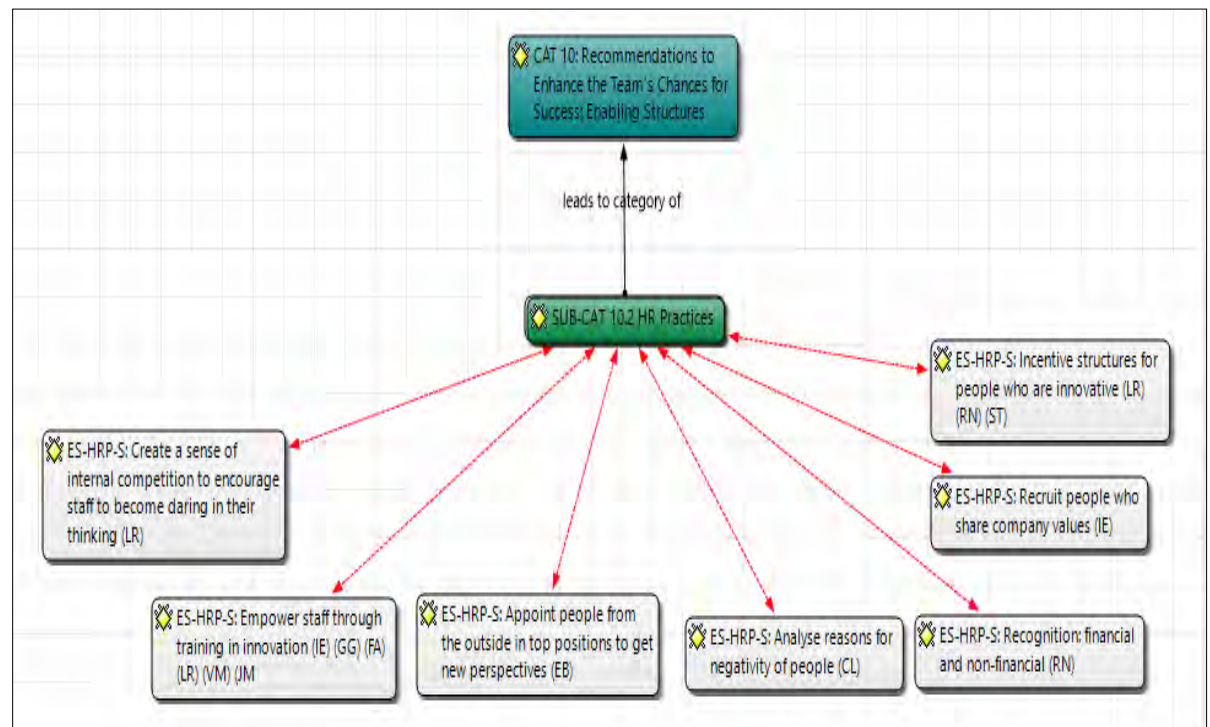 CAT 10: Recommendations to
Enhance the Team's Chances for
Success: Enabling Structures
leads to category of
SUB-CAT 10.2 HR Practices
ES-HRP-S: Incentive structures for
people who are innovative (LR)
(RN) (ST)
ES-HRP-S: Create a sense of
internal competition to encourage
staff to become daring in their
thinking (LR)
ES-HRP-S: Recruit people who
share company values (IE)
ES-HRP-S: Empower staff through
training in innovation (IE) (GG) (FA)
(LR) (VM) (JM
ES-HRP-S: Appoint people from
the outside in top positions to get
new perspectives (EB)
ES-HRP-S: Analyse reasons for
negativity of people (CL)
ES-HRP-S: Recognition: financial
and non-financial (RN)